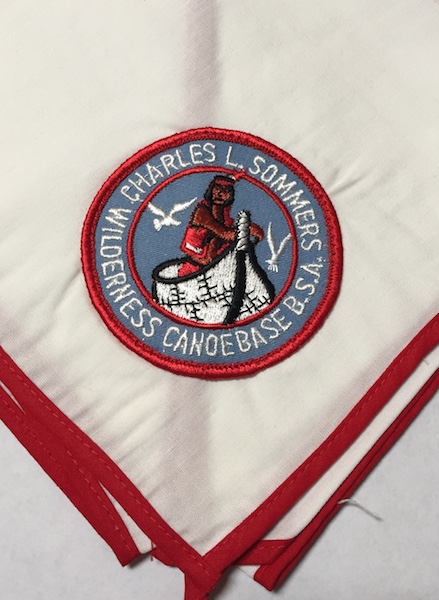 CHARLES L. SOMMERS
WILDERNESS CANOE BASE B.S.A.